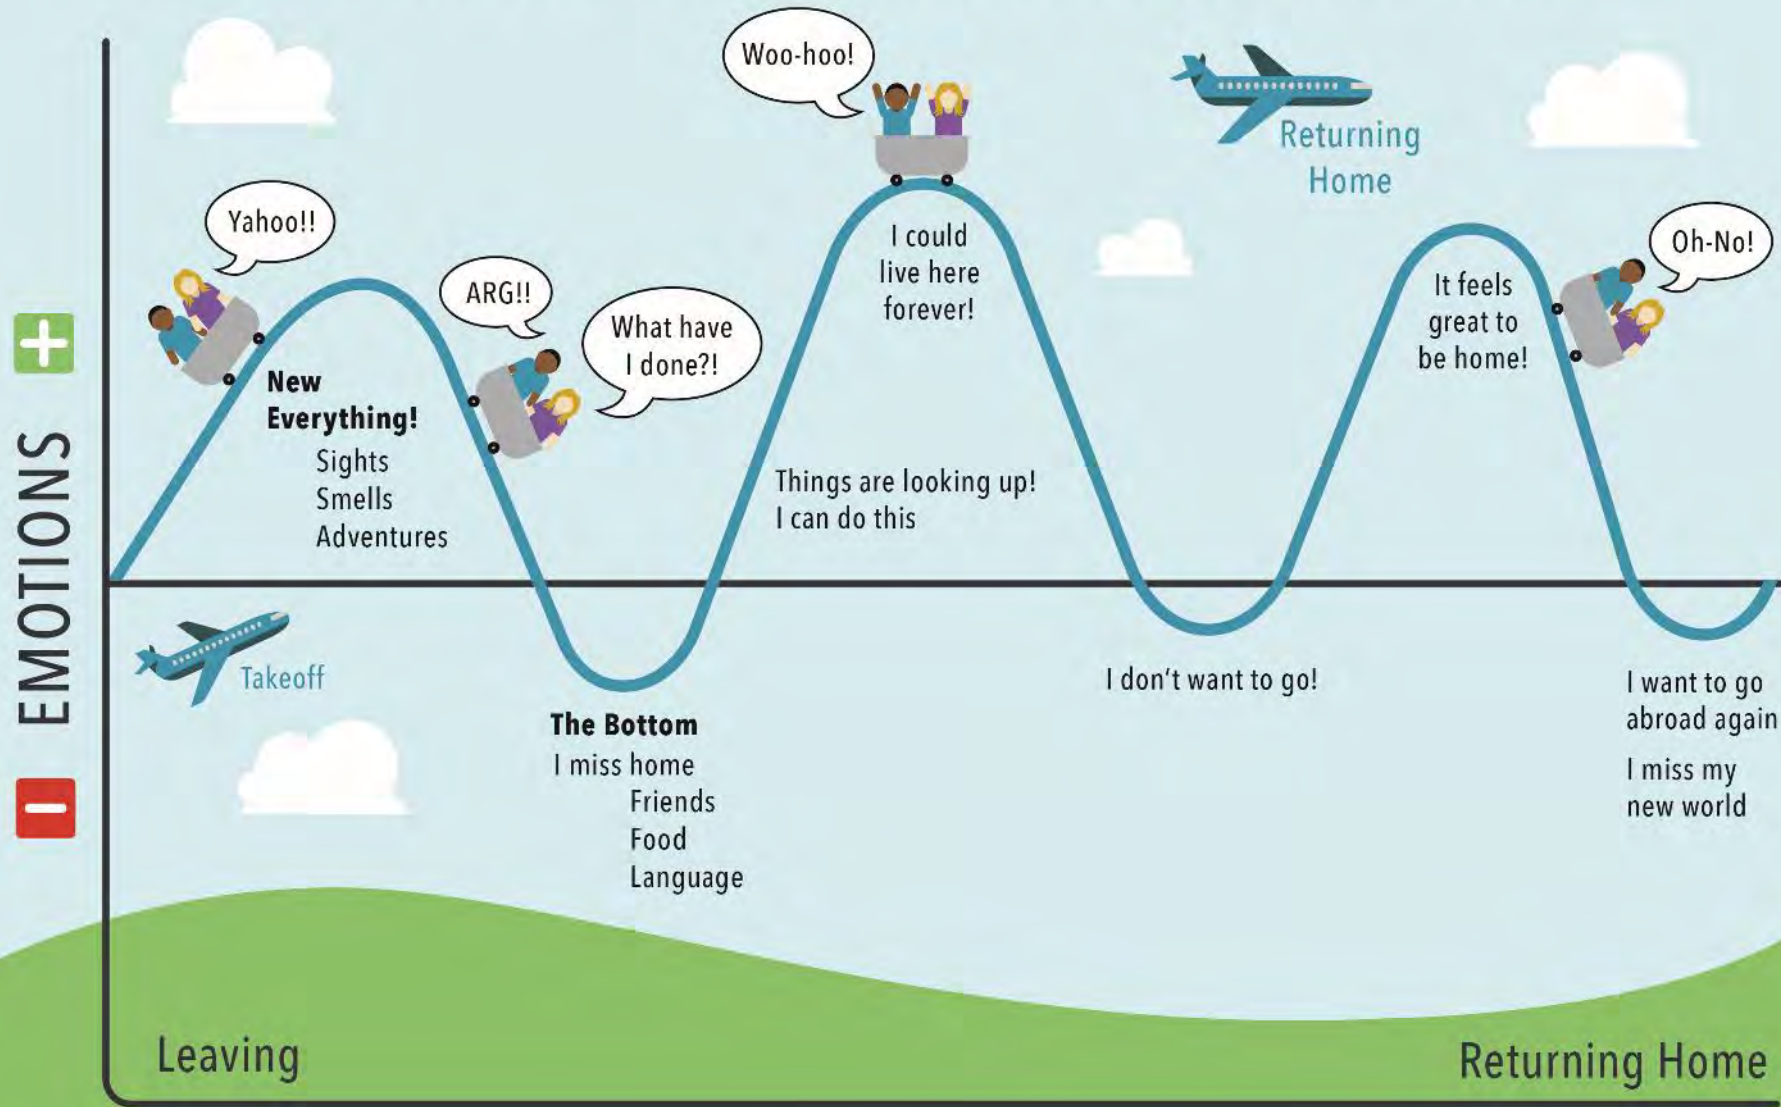 EMOTIONS
Yahoo!!
New
Everything!
Sights
Smells
Adventures
Takeoff
ARG!!
What have
I done?!
The Bottom
I miss home
Friends
Food
Language
Woo-hoo!
I could
live here
forever!
Things are looking up!
I can do this
I don't want to go!
Returning
Home
It feels
great to
be home!
Oh-No!
I want to go
abroad again
I miss my
new world
Leaving
Returning Home